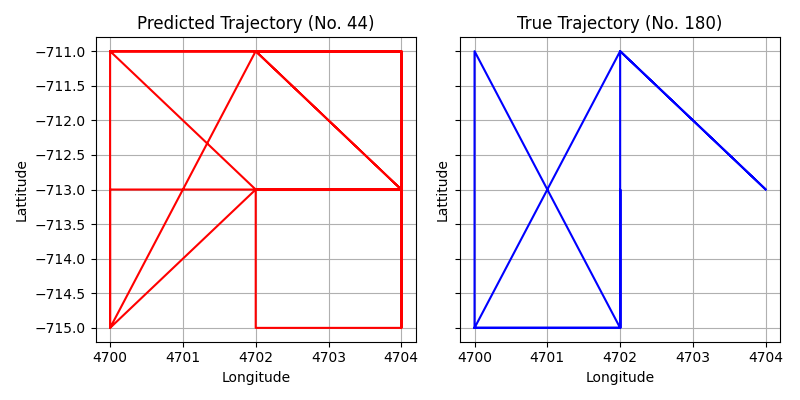 Predicted Trajectory (No. 44)
True Trajectory (No. 180)
Lattitude
−711.0
−711.5
−712.0
−712.5
−713.0
−713.5
−714.0
−714.5
−715.0
4700 4701 4702 4703 4704
Longitude
Lattitude
4700 4701 4702 4703 4704
Longitude